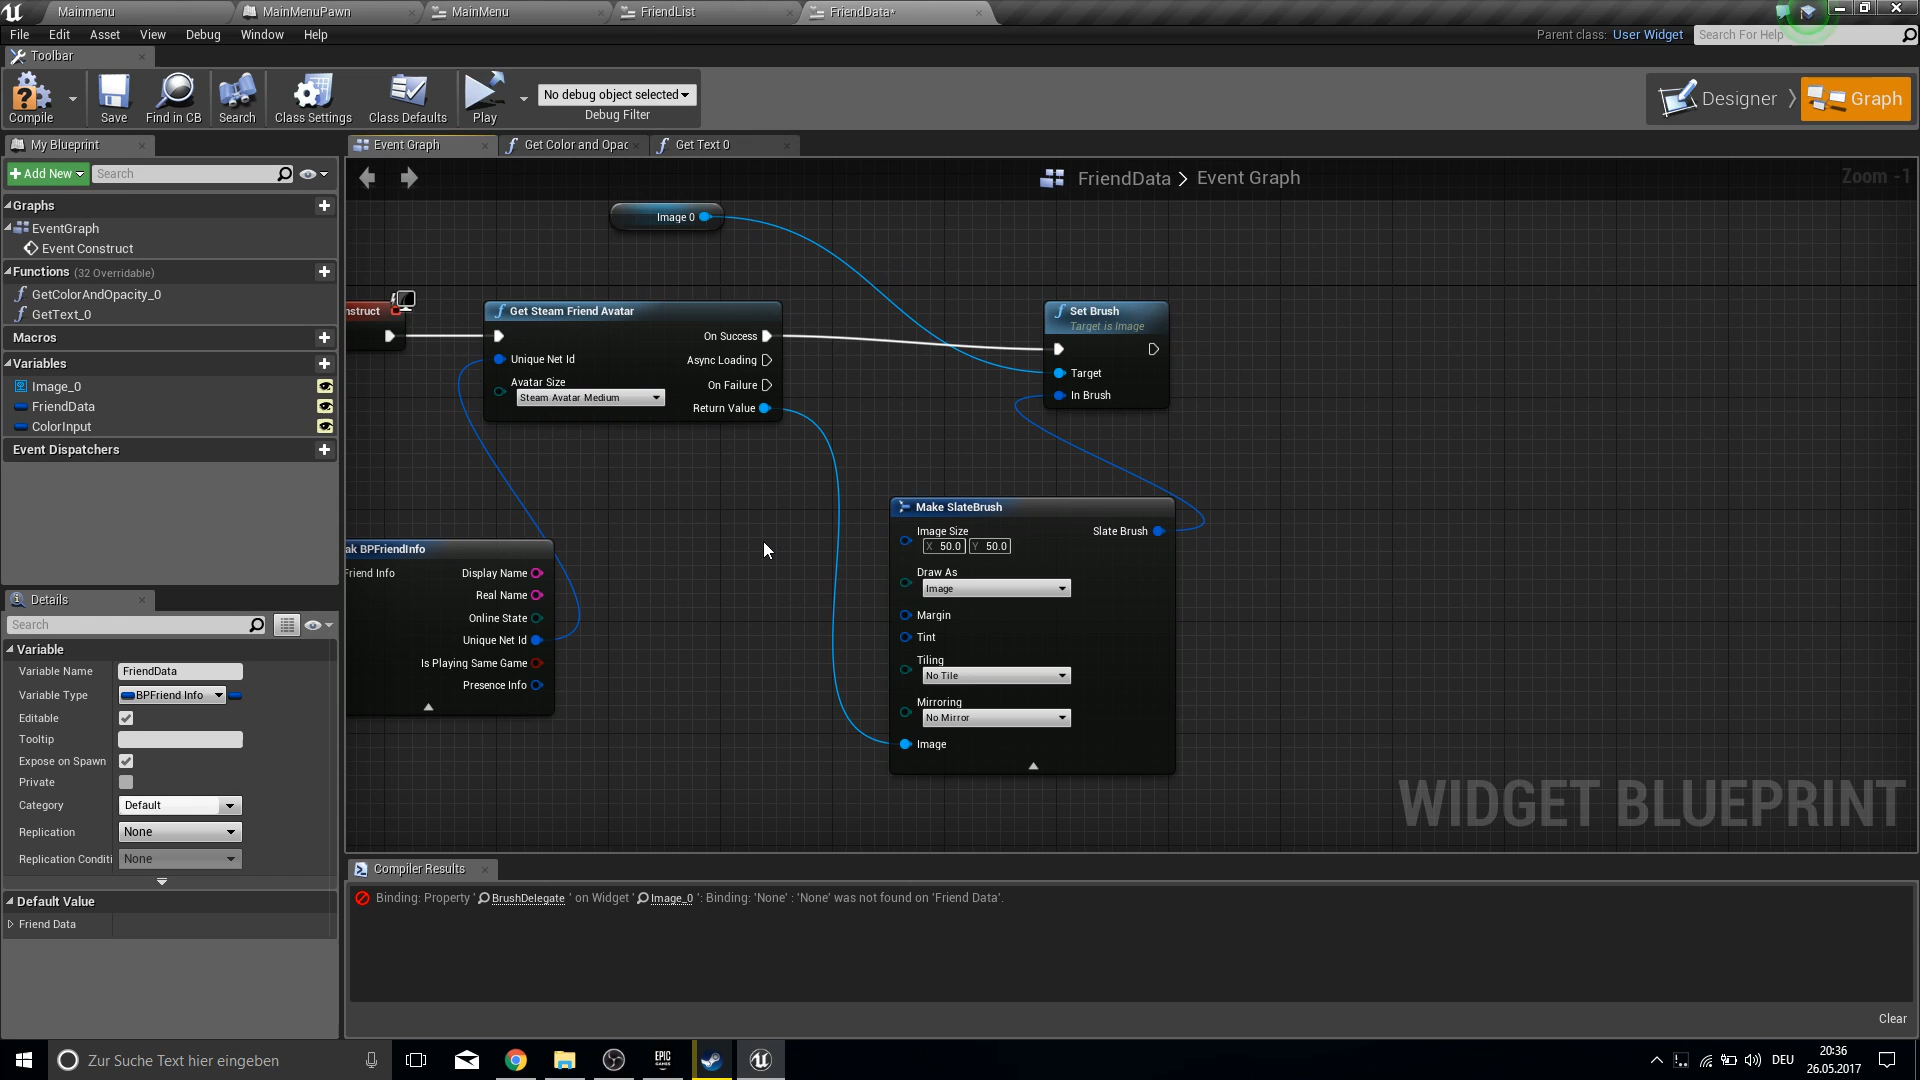 Mainmenu
MainMenuPawn
MainMenu
FriendList
FriendData*
File Edit Asset View Debug Window Help
Parent class: User Widget
Search For Help
Toolbar
Compile
Save
Find in CB
Search
Class Settings
Class Defaults
Play
No debug object selected
Debug Filter
Designer
Graph
My Blueprint
Add New
Search
Graphs
EventGraph
Event Construct
Functions (32 Overridable)
GetColorAndOpacity_0
GetText_0
Macros
Variables
Image_0
FriendData
ColorInput
Event Dispatchers
Details
Search
Variable
Variable Name FriendData
Variable Type BPFriend Info
Editable
Tooltip
Expose on Spawn
Private
Category Default
Replication None
Replication Conditi None
Default Value
Friend Data
Event Graph
Get Color and Opac
Get Text 0
FriendData > Event Graph
Zoom -1
Image 0
nstruct
Get Steam Friend Avatar
On Success
Unique Net Id
Async Loading
Avatar Size
Steam Avatar Medium
On Failure
Return Value
Set Brush
Target is Image
Target
In Brush
ak BPFriendInfo
Friend Info
Display Name
Real Name
Online State
Unique Net Id
Is Playing Same Game
Presence Info
Make SlateBrush
Image Size
X 50.0 Y 50.0
Slate Brush
Draw As
Image
Margin
Tint
Tiling
No Tile
Mirroring
No Mirror
Image
WIDGET BLUEPRINT
Compiler Results
Binding: Property ' BrushDelegate ' on Widget ' Image_0 ': Binding: 'None' : 'None' was not found on 'Friend Data'.
Clear
Zur Suche Text hier eingeben
EPIC GAMES
DEU
20:36
26.05.2017